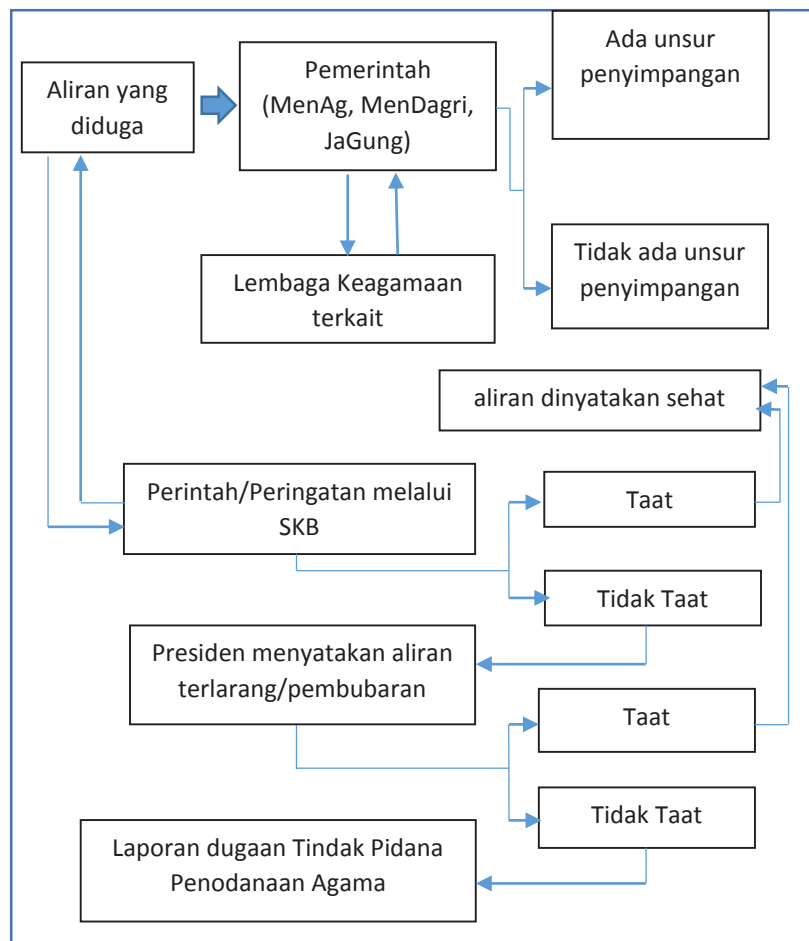 Aliran yang
diduga
Pemerintah
(MenAg, MenDagri,
JaGung)
Ada unsur
penyimpangan
Lembaga Keagamaan
terkait
Tidak ada unsur
penyimpangan
aliran dinyatakan sehat
Perintah/Peringatan melalui
SKB
Taat
Tidak Taat
Presiden menyatakan aliran
terlarang/pembubaran
Taat
Tidak Taat
Laporan dugaan Tindak Pidana
Penodanaan Agama